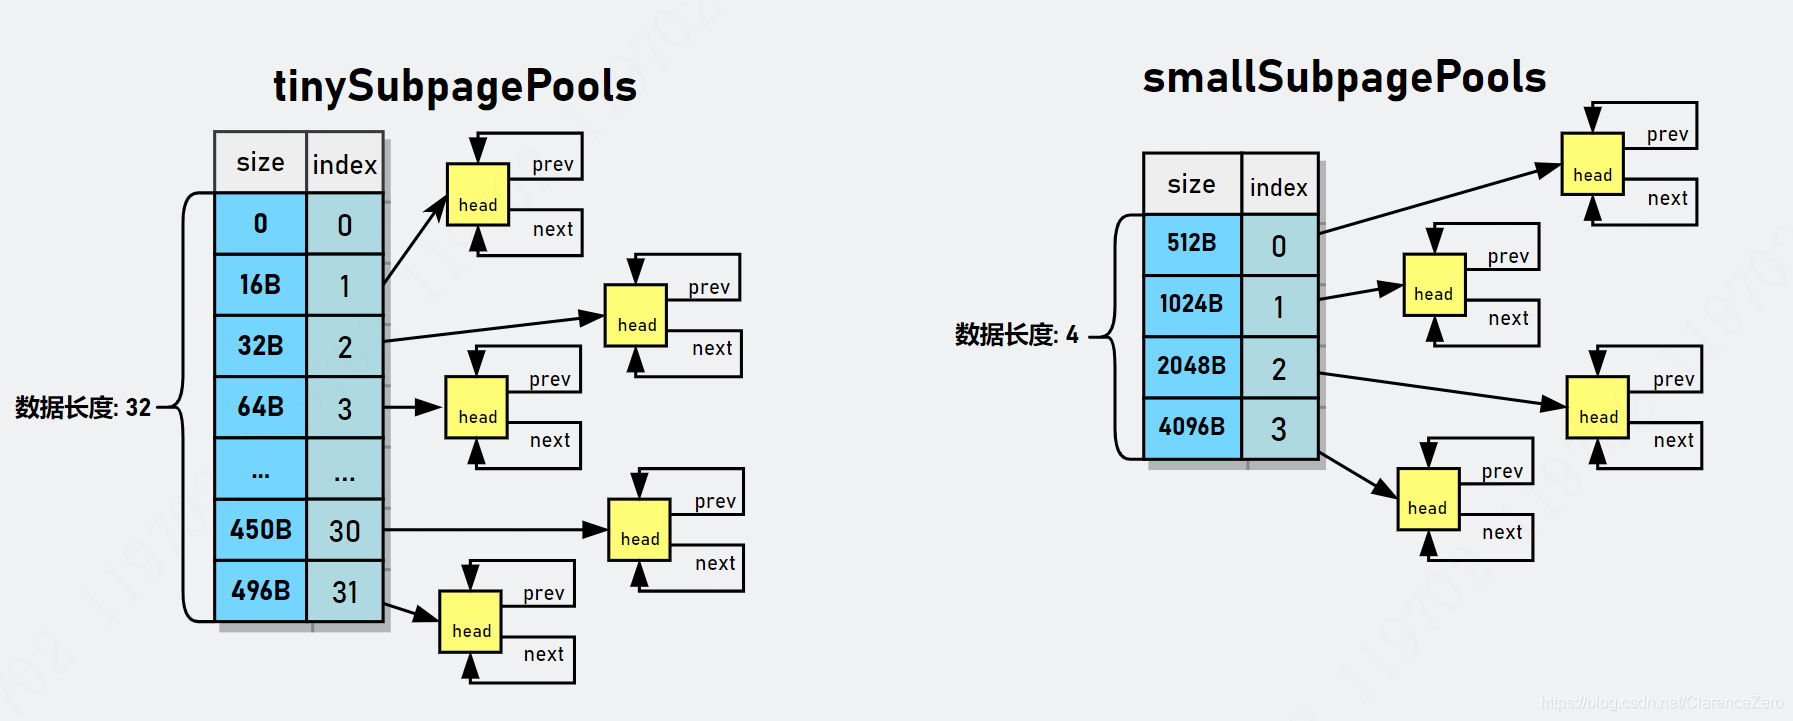 tinySubpagePools
size index
0 0
16B 1
32B 2
64B 3
... ...
450B 30
496B 31
数据长度: 32
head
prev
next
head
prev
next
head
prev
next
head
prev
next
head
prev
next
smallSubpagePools
size index
512B 0
1024B 1
2048B 2
4096B 3
数据长度: 4
head
prev
next
head
prev
next
head
prev
next
head
prev
next
https://blog.csdn.net/ClarenceZero